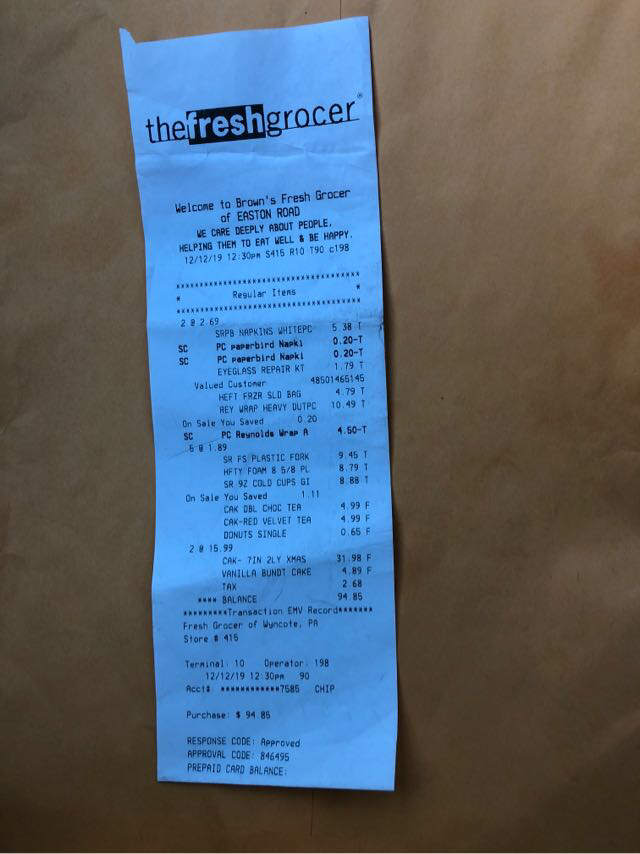 thefreshgrocer®
Welcome to Brown's Fresh Grocer
of EASTON ROAD
WE CARE DEEPLY ABOUT PEOPLE,
HELPING THEM TO EAT WELL & BE HAPPY.
12/12/19 12:30pm S415 R10 T90 c198
************************************
* Regular Items *
************************************
2 @ 2.69
SRPB NAPKINS WHITEPC 5.38 T
SC PC paperbird Napki 0.20-T
SC PC paperbird Napki 0.20-T
EYEGLASS REPAIR KT 1.79 T
Valued Customer 48501465145
HEFT FRZR SLD BAG 4.79 T
REY WRAP HEAVY DUTPC 10.49 T
On Sale You Saved 0.20
SC PC Reynolds Wrap A 4.50-T
5 @ 1.89
SR FS PLASTIC FORK 9.45 T
HFTY FOAM 8 5/8 PL 8.79 T
SR 9Z COLD CUPS GI 8.88 T
On Sale You Saved 1.11
CAK DBL CHOC TEA 4.99 F
CAK-RED VELVET TEA 4.99 F
DONUTS SINGLE 0.65 F
2 @ 15.99
CAK- 7IN 2LY XMAS 31.98 F
VANILLA BUNDT CAKE 4.89 F
TAX 2.68
**** BALANCE 94.85
*********Transaction EMV Record*******
Fresh Grocer of Wyncote, PA
Store # 415
Terminal: 10 Operator: 198
12/12/19 12:30pm 90
Acct#: ************7585 CHIP
Purchase: $ 94.85
RESPONSE CODE: Approved
APPROVAL CODE: 846495
PREPAID CARD BALANCE: